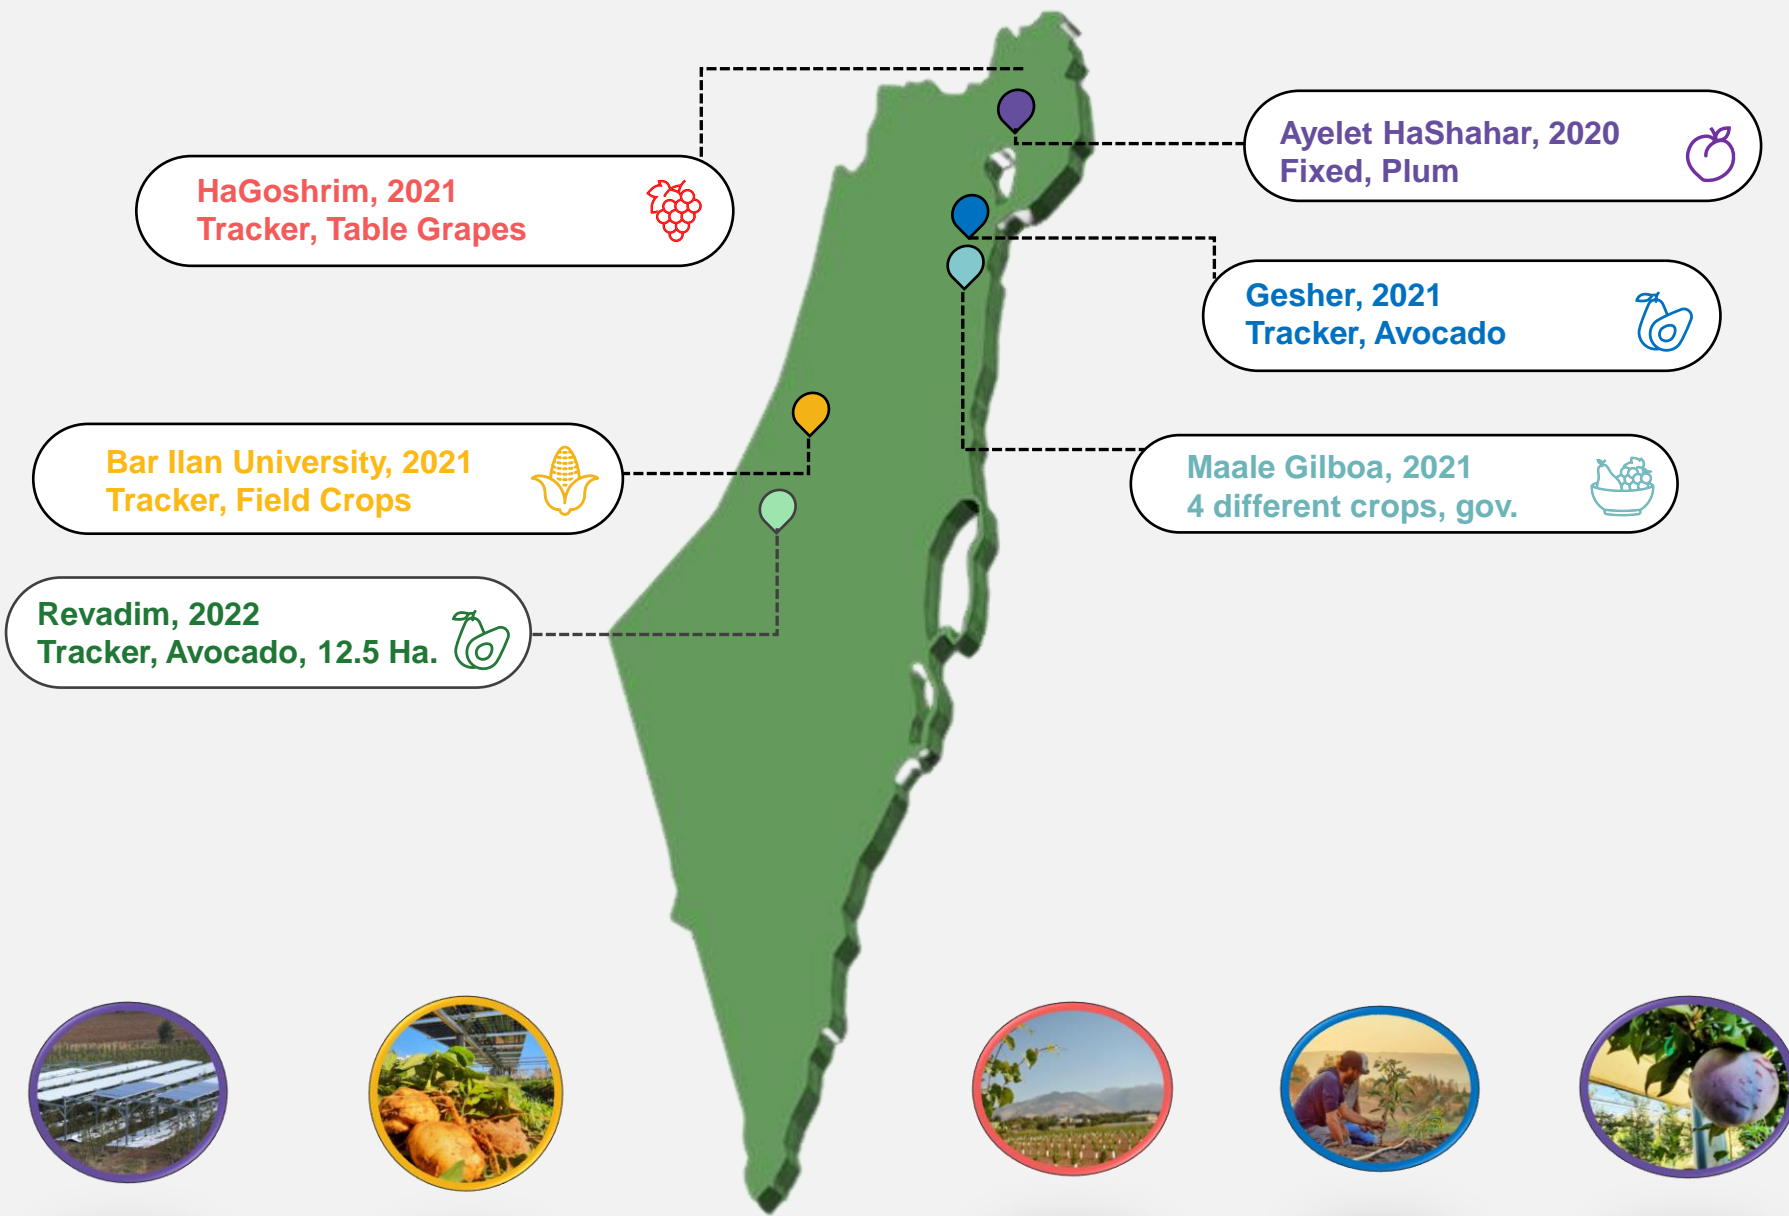 HaGoshrim, 2021
Tracker, Table Grapes
Ayelet HaShahar, 2020
Fixed, Plum
Gesher, 2021
Tracker, Avocado
Bar Ilan University, 2021
Tracker, Field Crops
Maale Gilboa, 2021
4 different crops, gov.
Revadim, 2022
Tracker, Avocado, 12.5 Ha.